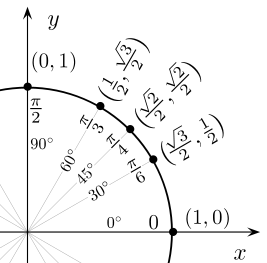 y
(0, 1)
(1/2, √3/2)
(√2/2, √2/2)
(√3/2, 1/2)
π/2
π/3
π/4
π/6
90°
60°
45°
30°
0°
0
(1, 0)
x